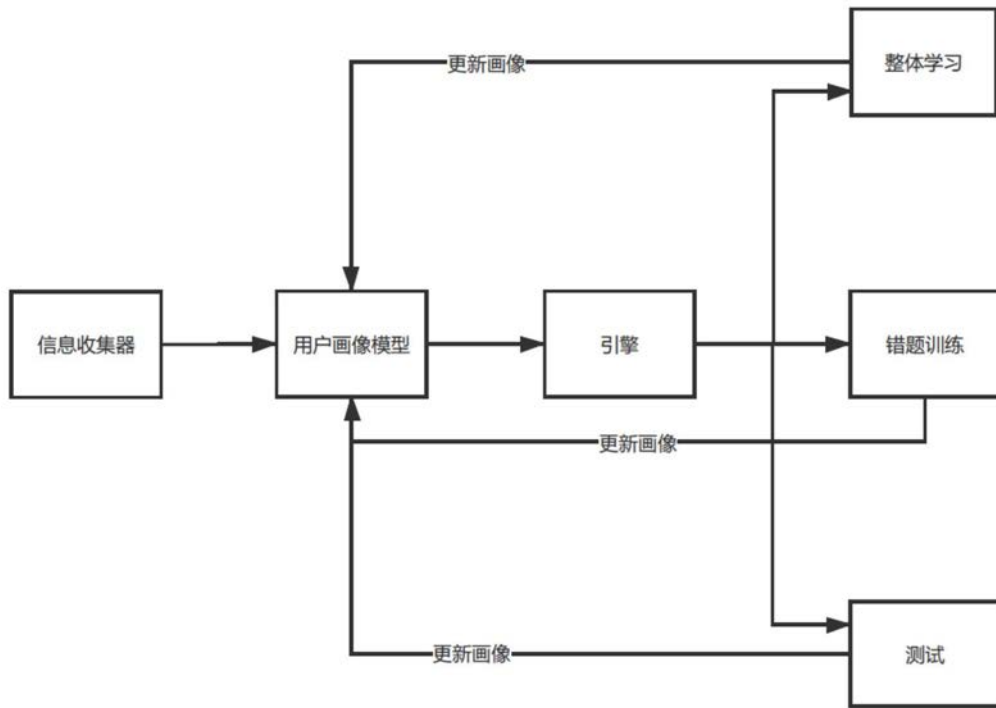 整体学习
更新画像
信息收集器
用户画像模型
引擎
错题训练
更新画像
更新画像
测试